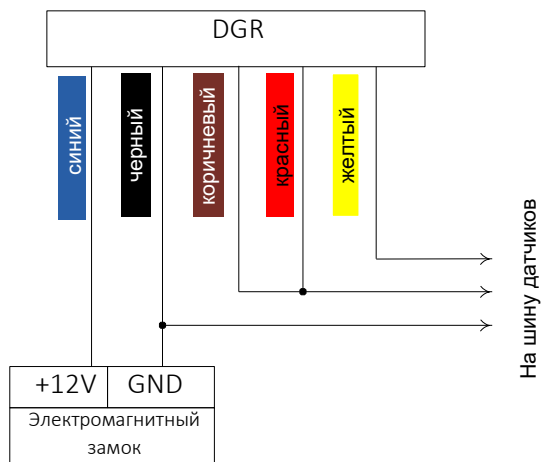 DGR
синий
черный
коричневый
красный
желтый
На шину датчиков
+12V
GND
Электромагнитный
замок